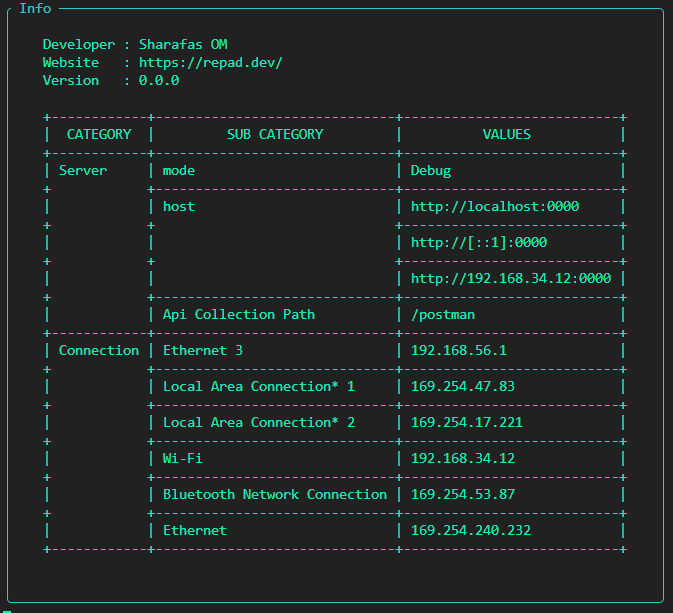 Info
Developer : Sharafas OM
Website   : https://repad.dev/
Version   : 0.0.0
CATEGORY | SUB CATEGORY | VALUES
Server | mode | Debug
host | http://localhost:0000
http://[::1]:0000
http://192.168.34.12:0000
Api Collection Path | /postman
Connection | Ethernet 3 | 192.168.56.1
Local Area Connection* 1 | 169.254.47.83
Local Area Connection* 2 | 169.254.17.221
Wi-Fi | 192.168.34.12
Bluetooth Network Connection | 169.254.53.87
Ethernet | 169.254.240.232